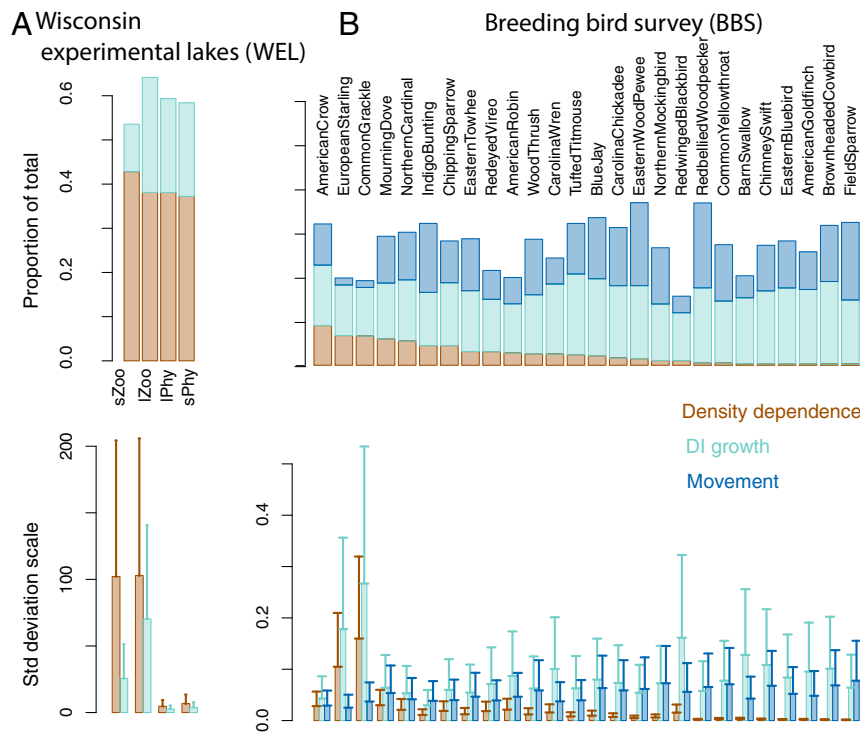 A Wisconsin
experimental lakes (WEL)
B Breeding bird survey (BBS)
Proportion of total
0.6
0.4
0.2
0.0
sZoo
lZoo
lPhy
sPhy
AmericanCrow
EuropeanStarling
CommonGrackle
MourningDove
NorthernCardinal
IndigoBunting
ChippingSparrow
EasternTowhee
RedeyedVireo
AmericanRobin
WoodThrush
CarolinaWren
TuftedTitmouse
BlueJay
CarolinaChickadee
EasternWoodPewee
NorthernMockingbird
RedwingedBlackbird
RedbelliedWoodpecker
CommonYellowthroat
BarnSwallow
ChimneySwift
EasternBluebird
AmericanGoldfinch
BrownheadedCowbird
FieldSparrow
Density dependence
DI growth
Movement
Std deviation scale
200
100
0
0.4
0.2
0.0